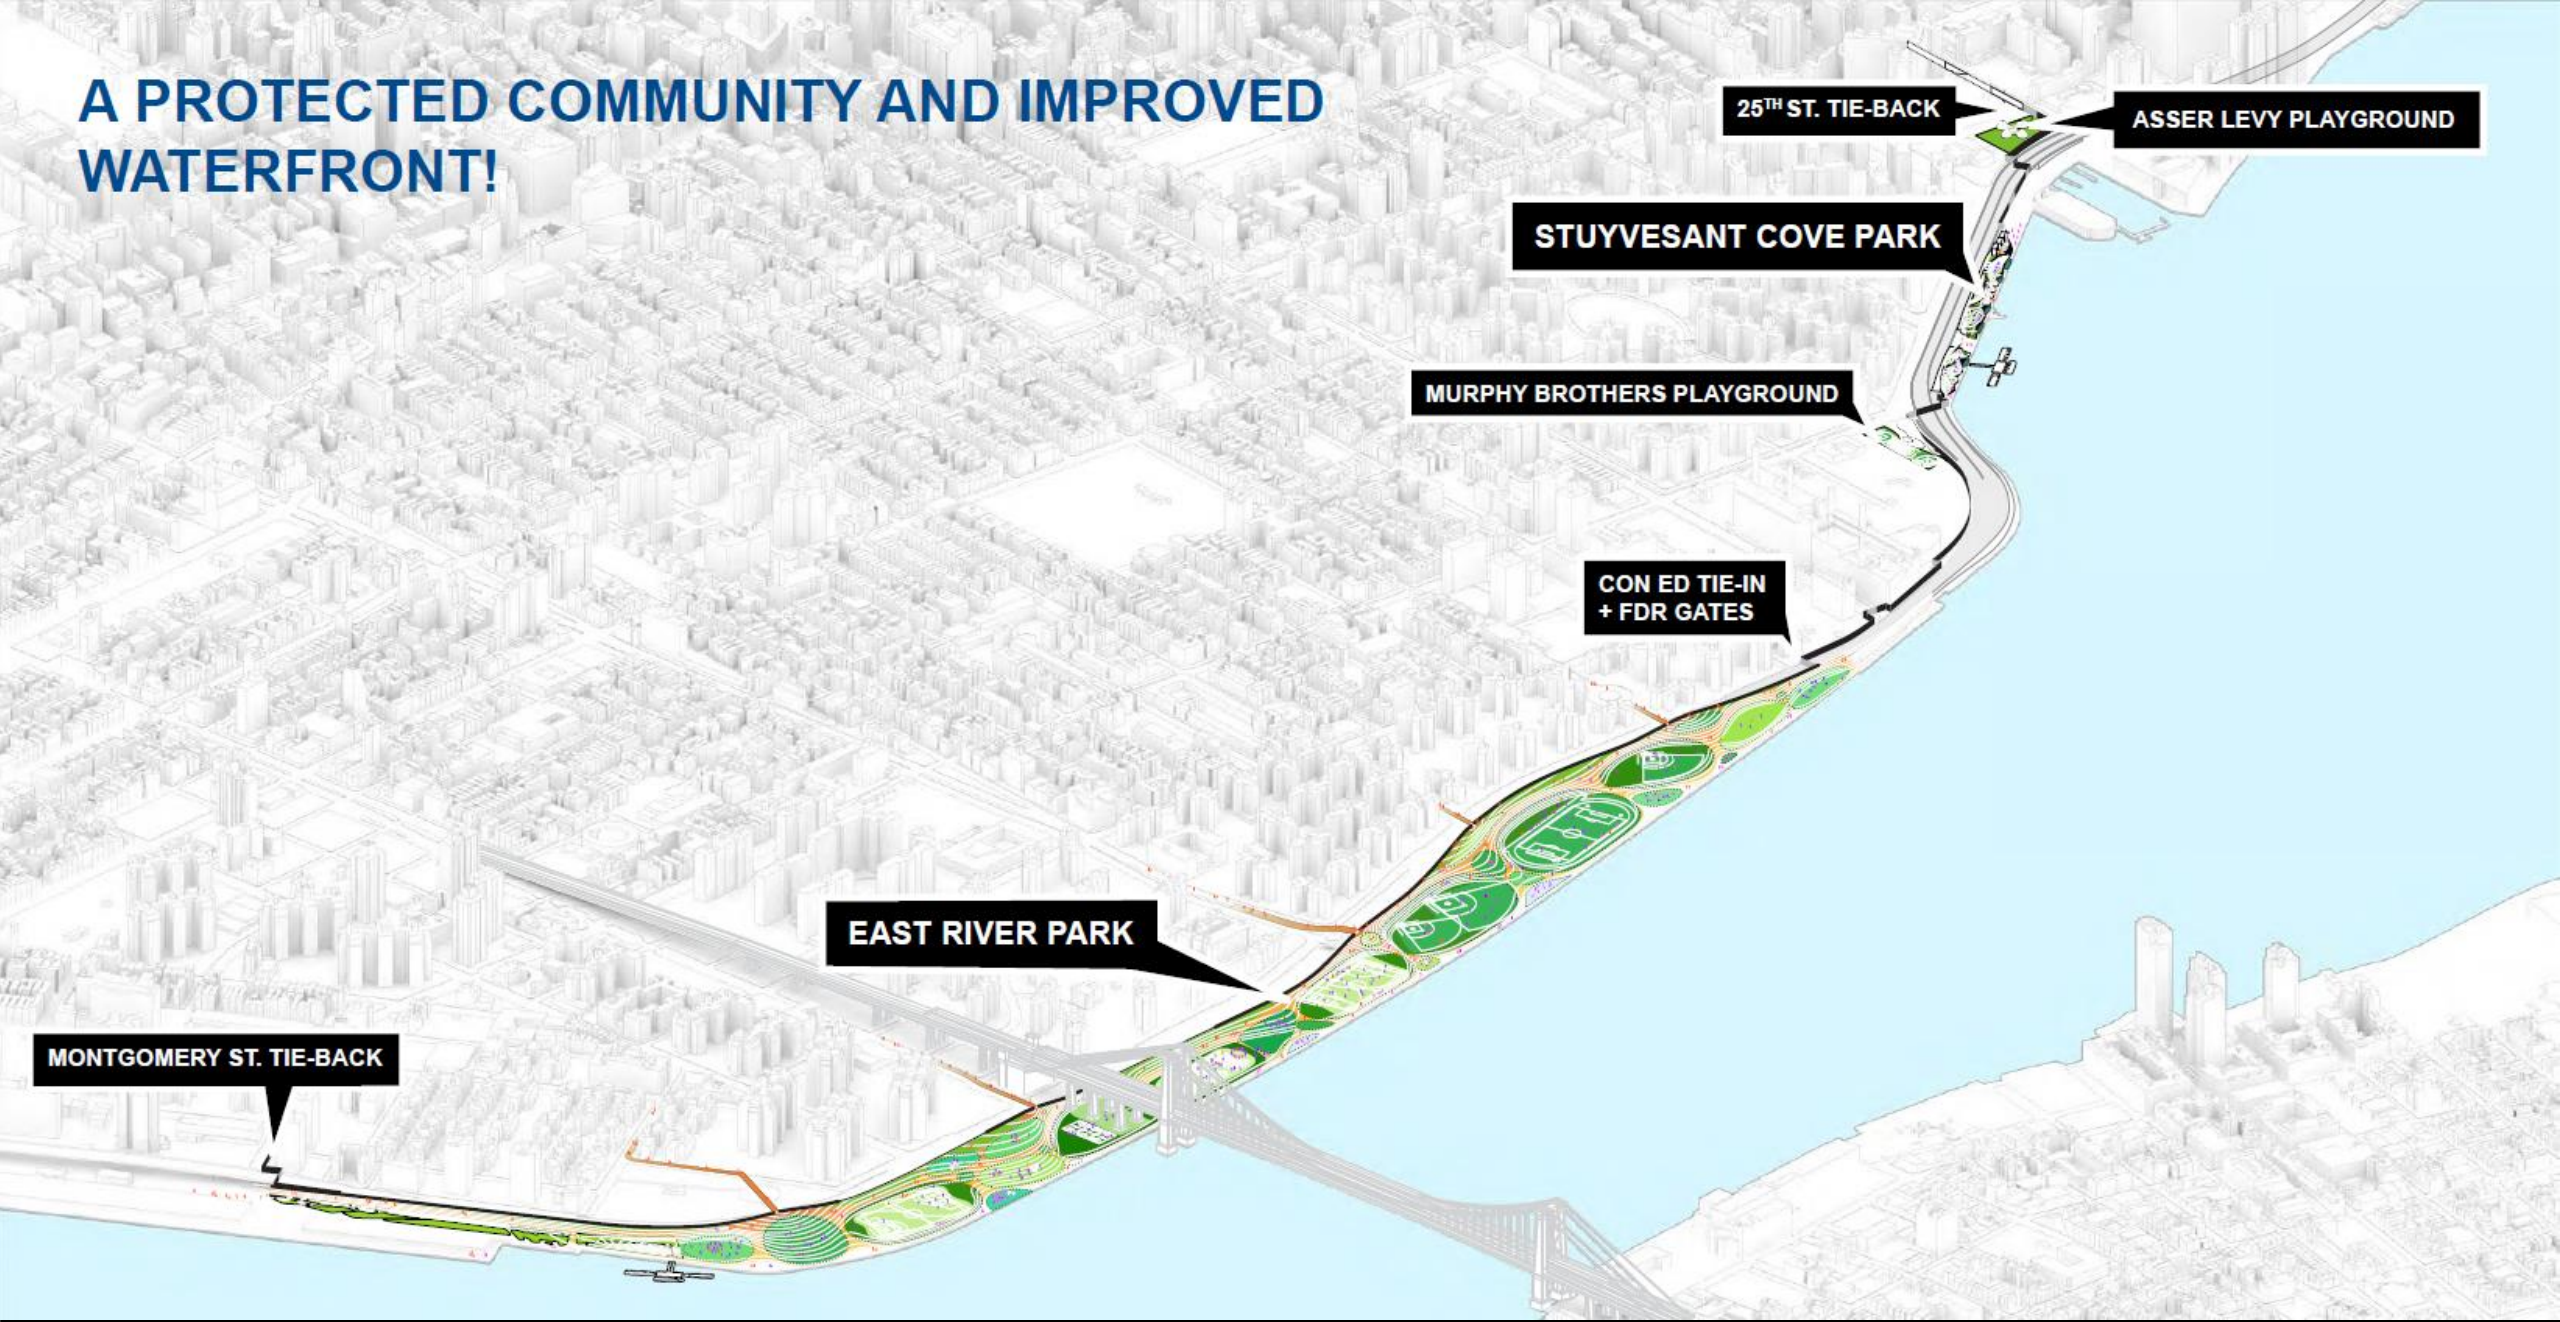 A PROTECTED COMMUNITY AND IMPROVED
WATERFRONT!
25TH ST. TIE-BACK
ASSER LEVY PLAYGROUND
STUYVESANT COVE PARK
MURPHY BROTHERS PLAYGROUND
CON ED TIE-IN
+ FDR GATES
EAST RIVER PARK
MONTGOMERY ST. TIE-BACK